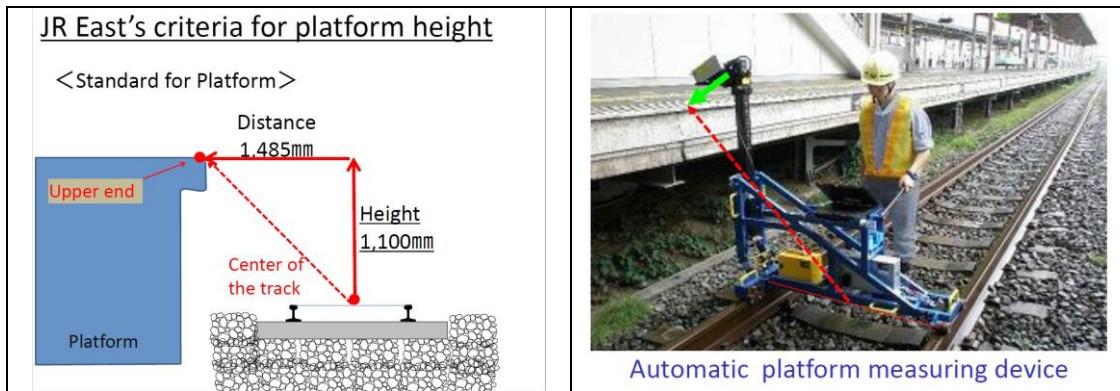 JR East’s criteria for platform height
＜Standard for Platform＞
Distance
1,485mm
Upper end
Height
1,100mm
Center of
the track
Platform
Automatic platform measuring device